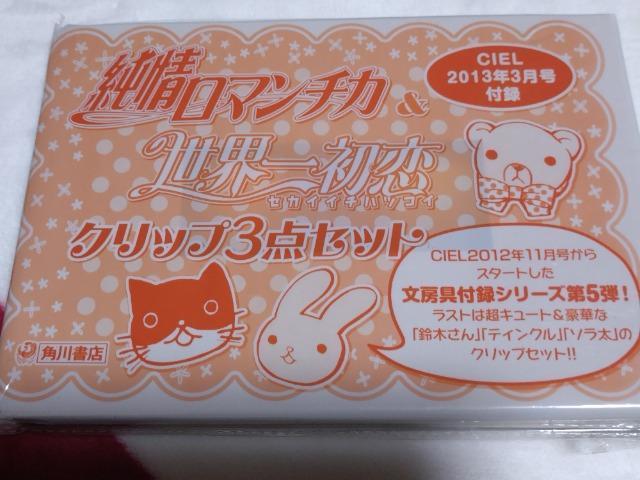 純情ロマンチカ &
世界一初恋
セカイイチハツコイ
クリップ3点セット
CIEL
2013年3月号
付録
CIEL2012年11月号から
スタートした
文房具付録シリーズ第5弾!
ラストは超キュート&豪華な
「鈴木さん」「ティンクル」「ソラ太」の
クリップセット!!
角川書店